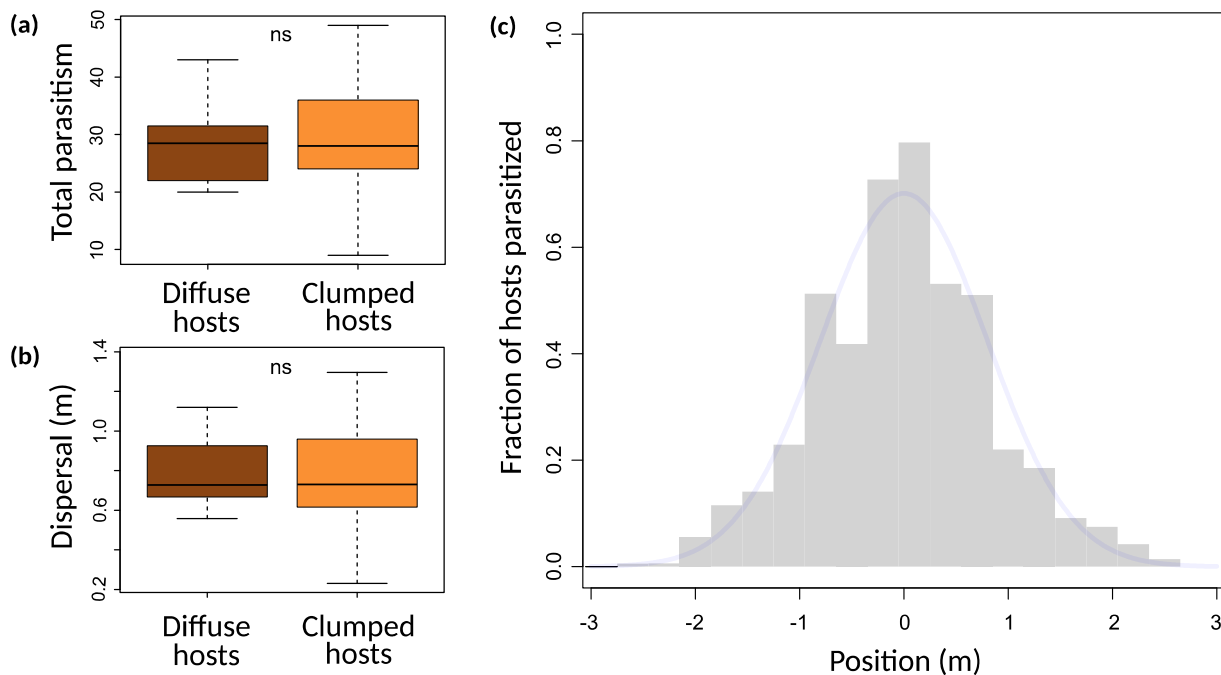 (a)
Total parasitism
50
40
30
20
10
ns
Diffuse
hosts
Clumped
hosts
(b)
Dispersal (m)
1.4
1.0
0.6
0.2
ns
Diffuse
hosts
Clumped
hosts
(c)
Fraction of hosts parasitized
1.0
0.8
0.6
0.4
0.2
0.0
-3 -2 -1 0 1 2 3
Position (m)